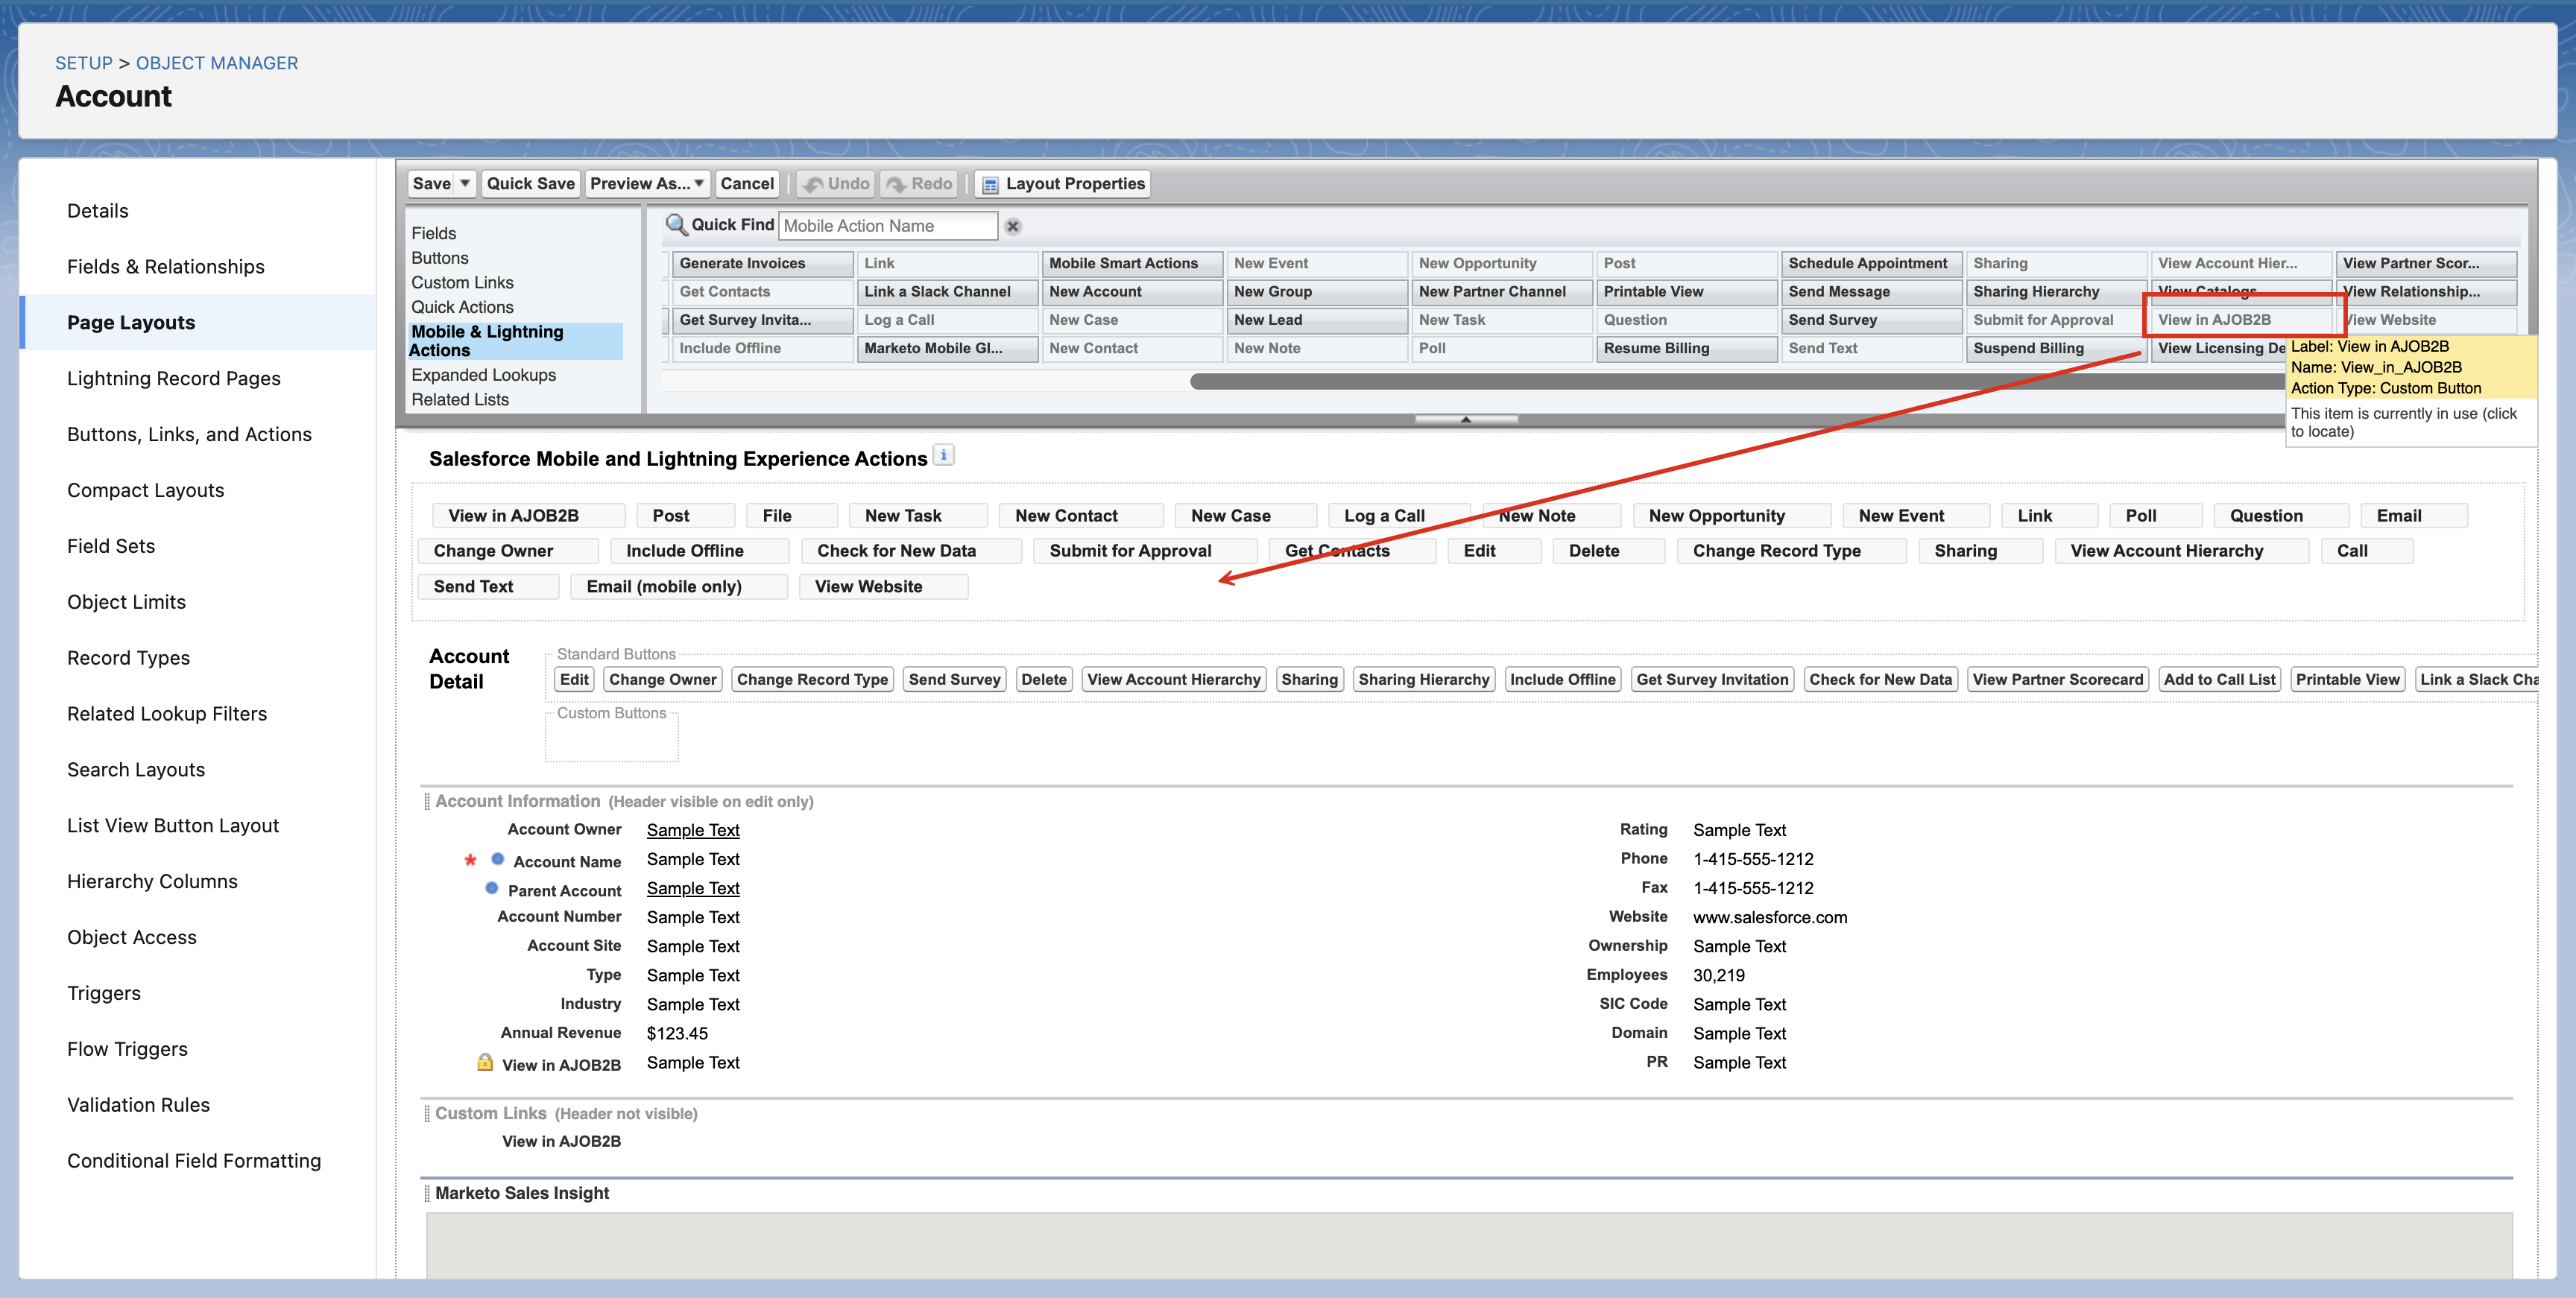 SETUP > OBJECT MANAGER
Account
Details
Fields & Relationships
Page Layouts
Lightning Record Pages
Buttons, Links, and Actions
Compact Layouts
Field Sets
Object Limits
Record Types
Related Lookup Filters
Search Layouts
List View Button Layout
Hierarchy Columns
Object Access
Triggers
Flow Triggers
Validation Rules
Conditional Field Formatting
Save Quick Save Preview As... Cancel Undo Redo Layout Properties
Fields
Buttons
Custom Links
Quick Actions
Mobile & Lightning
Actions
Expanded Lookups
Related Lists
Quick Find Mobile Action Name
Generate Invoices Link Mobile Smart Actions New Event New Opportunity Post Schedule Appointment Sharing View Account Hier... View Partner Scor...
Get Contacts Link a Slack Channel New Account New Group New Partner Channel Printable View Send Message Sharing Hierarchy View Catalogs View Relationship...
Get Survey Invita... Log a Call New Case New Lead New Task Question Send Survey Submit for Approval View in AJOB2B View Website
Include Offline Marketo Mobile Gl... New Contact New Note Poll Resume Billing Send Text Suspend Billing View Licensing De
Label: View in AJOB2B
Name: View_in_AJOB2B
Action Type: Custom Button
This item is currently in use (click
to locate)
Salesforce Mobile and Lightning Experience Actions i
View in AJOB2B Post File New Task New Contact New Case Log a Call New Note New Opportunity New Event Link Poll Question Email
Change Owner Include Offline Check for New Data Submit for Approval Get Contacts Edit Delete Change Record Type Sharing View Account Hierarchy Call
Send Text Email (mobile only) View Website
Account
Detail
Standard Buttons
Edit Change Owner Change Record Type Send Survey Delete View Account Hierarchy Sharing Sharing Hierarchy Include Offline Get Survey Invitation Check for New Data View Partner Scorecard Add to Call List Printable View Link a Slack Cha
Custom Buttons
Account Information (Header visible on edit only)
Account Owner Sample Text Rating Sample Text
* Account Name Sample Text Phone 1-415-555-1212
Parent Account Sample Text Fax 1-415-555-1212
Account Number Sample Text Website www.salesforce.com
Account Site Sample Text Ownership Sample Text
Type Sample Text Employees 30,219
Industry Sample Text SIC Code Sample Text
Annual Revenue $123.45 Domain Sample Text
View in AJOB2B Sample Text PR Sample Text
Custom Links (Header not visible)
View in AJOB2B
Marketo Sales Insight